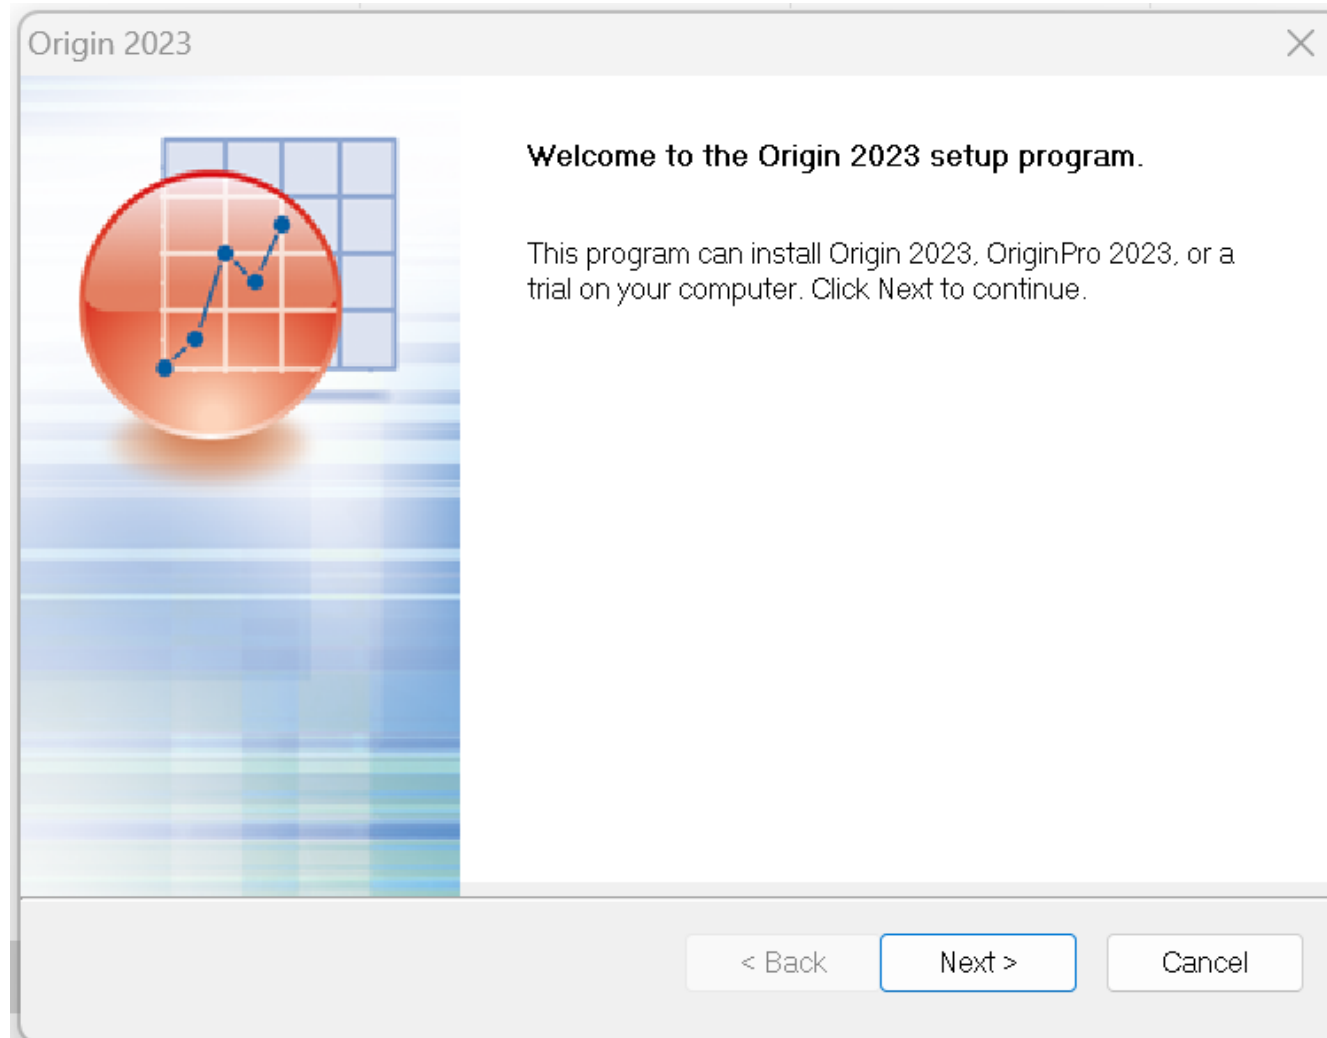 Origin 2023
Welcome to the Origin 2023 setup program.
This program can install Origin 2023, OriginPro 2023, or a
trial on your computer. Click Next to continue.
< Back
Next >
Cancel